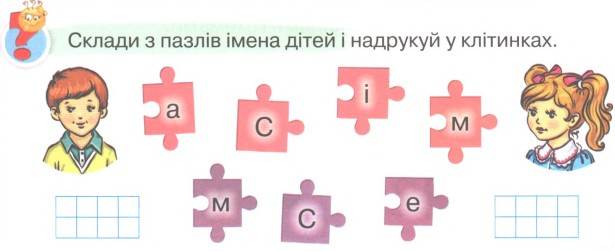 Склади з пазлів імена дітей і надрукуй у клітинках.
а С і м
м С е